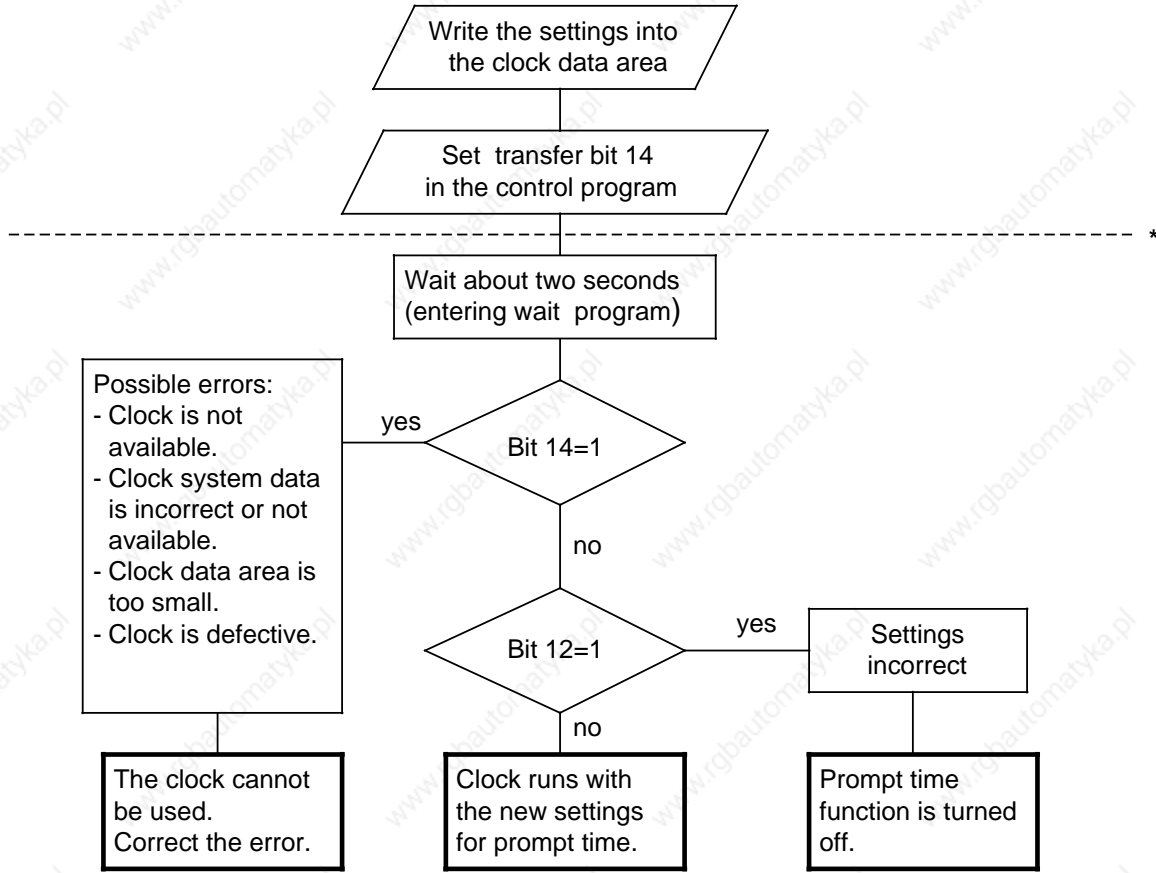 Write the settings into
the clock data area
Set transfer bit 14
in the control program
*
Wait about two seconds
(entering wait program)
Possible errors:
- Clock is not
available.
- Clock system data
is incorrect or not
available.
- Clock data area is
too small.
- Clock is defective.
yes
Bit 14=1
no
Bit 12=1
yes
Settings
incorrect
no
The clock cannot
be used.
Correct the error.
Clock runs with
the new settings
for prompt time.
Prompt time
function is turned
off.
www.rgbautomatyka.pl